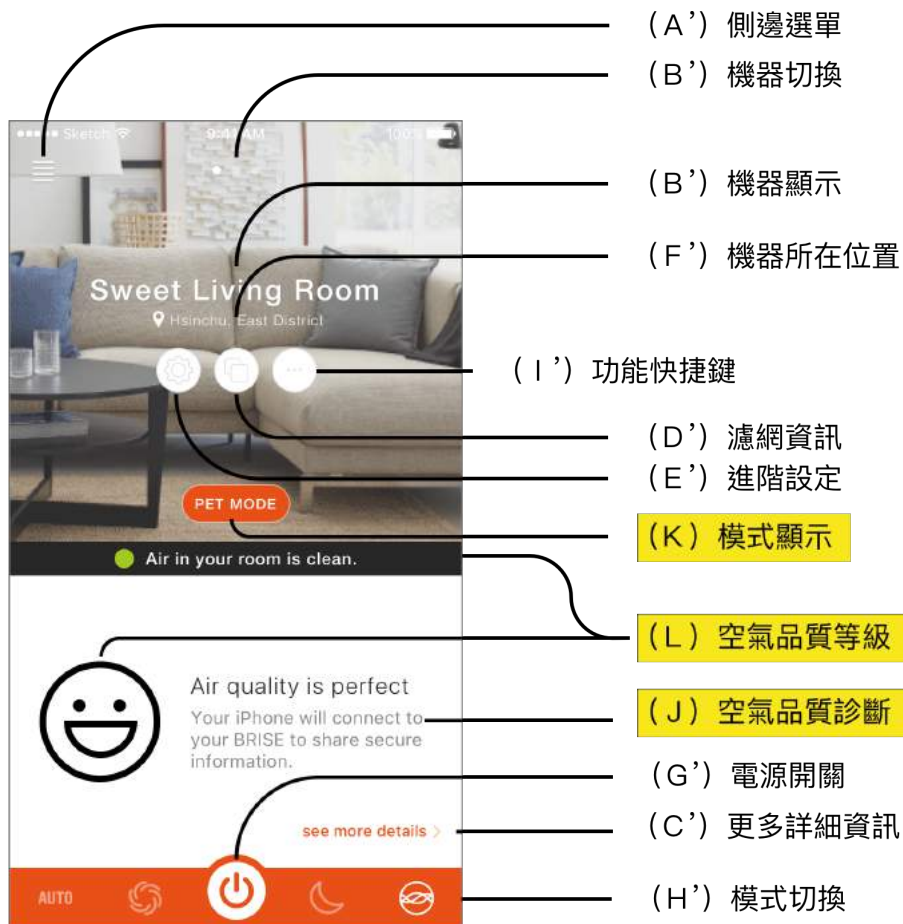 (A') 側邊選單
(B') 機器切換
Sketch 9:41 AM 100%
(B') 機器顯示
(F') 機器所在位置
Sweet Living Room
Hsinchu, East District
(I') 功能快捷鍵
(D') 濾網資訊
(E') 進階設定
PET MODE
(K) 模式顯示
Air in your room is clean.
(L) 空氣品質等級
Air quality is perfect
Your iPhone will connect to
your BRISE to share secure
information.
(J) 空氣品質診斷
(G') 電源開關
see more details >
(C') 更多詳細資訊
AUTO
(H') 模式切換